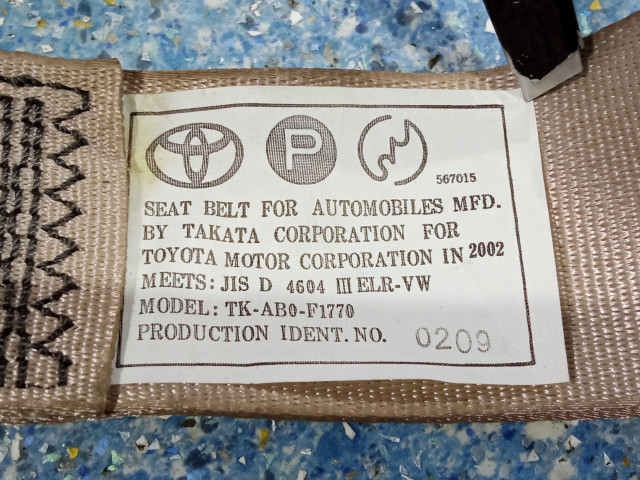 P
567015
SEAT BELT FOR AUTOMOBILES MFD.
BY TAKATA CORPORATION FOR
TOYOTA MOTOR CORPORATION IN 2002
MEETS: JIS D 4604 III ELR-VW
MODEL: TK-AB0-F1770
PRODUCTION IDENT. NO. 0209